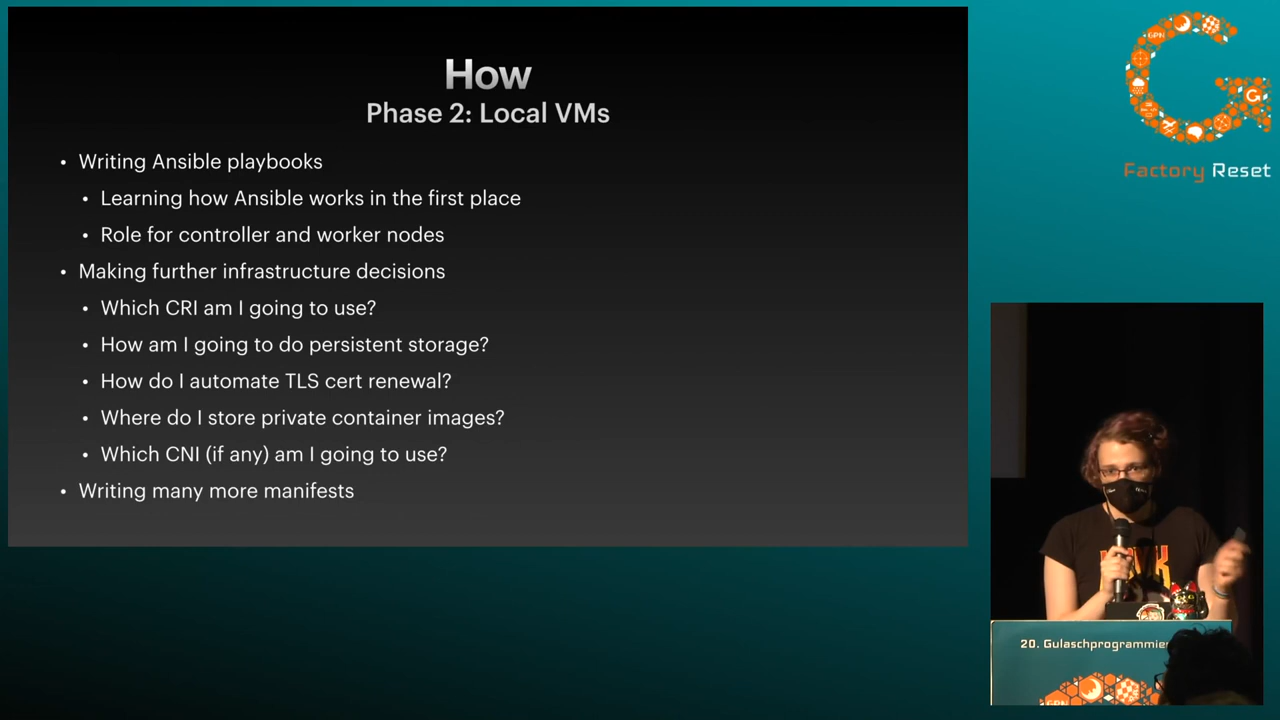 How
Phase 2: Local VMs
• Writing Ansible playbooks
• Learning how Ansible works in the first place
• Role for controller and worker nodes
• Making further infrastructure decisions
• Which CRI am I going to use?
• How am I going to do persistent storage?
• How do I automate TLS cert renewal?
• Where do I store private container images?
• Which CNI (if any) am I going to use?
• Writing many more manifests
GPN
Factory Reset
20. Gulaschprogrammie
GPN